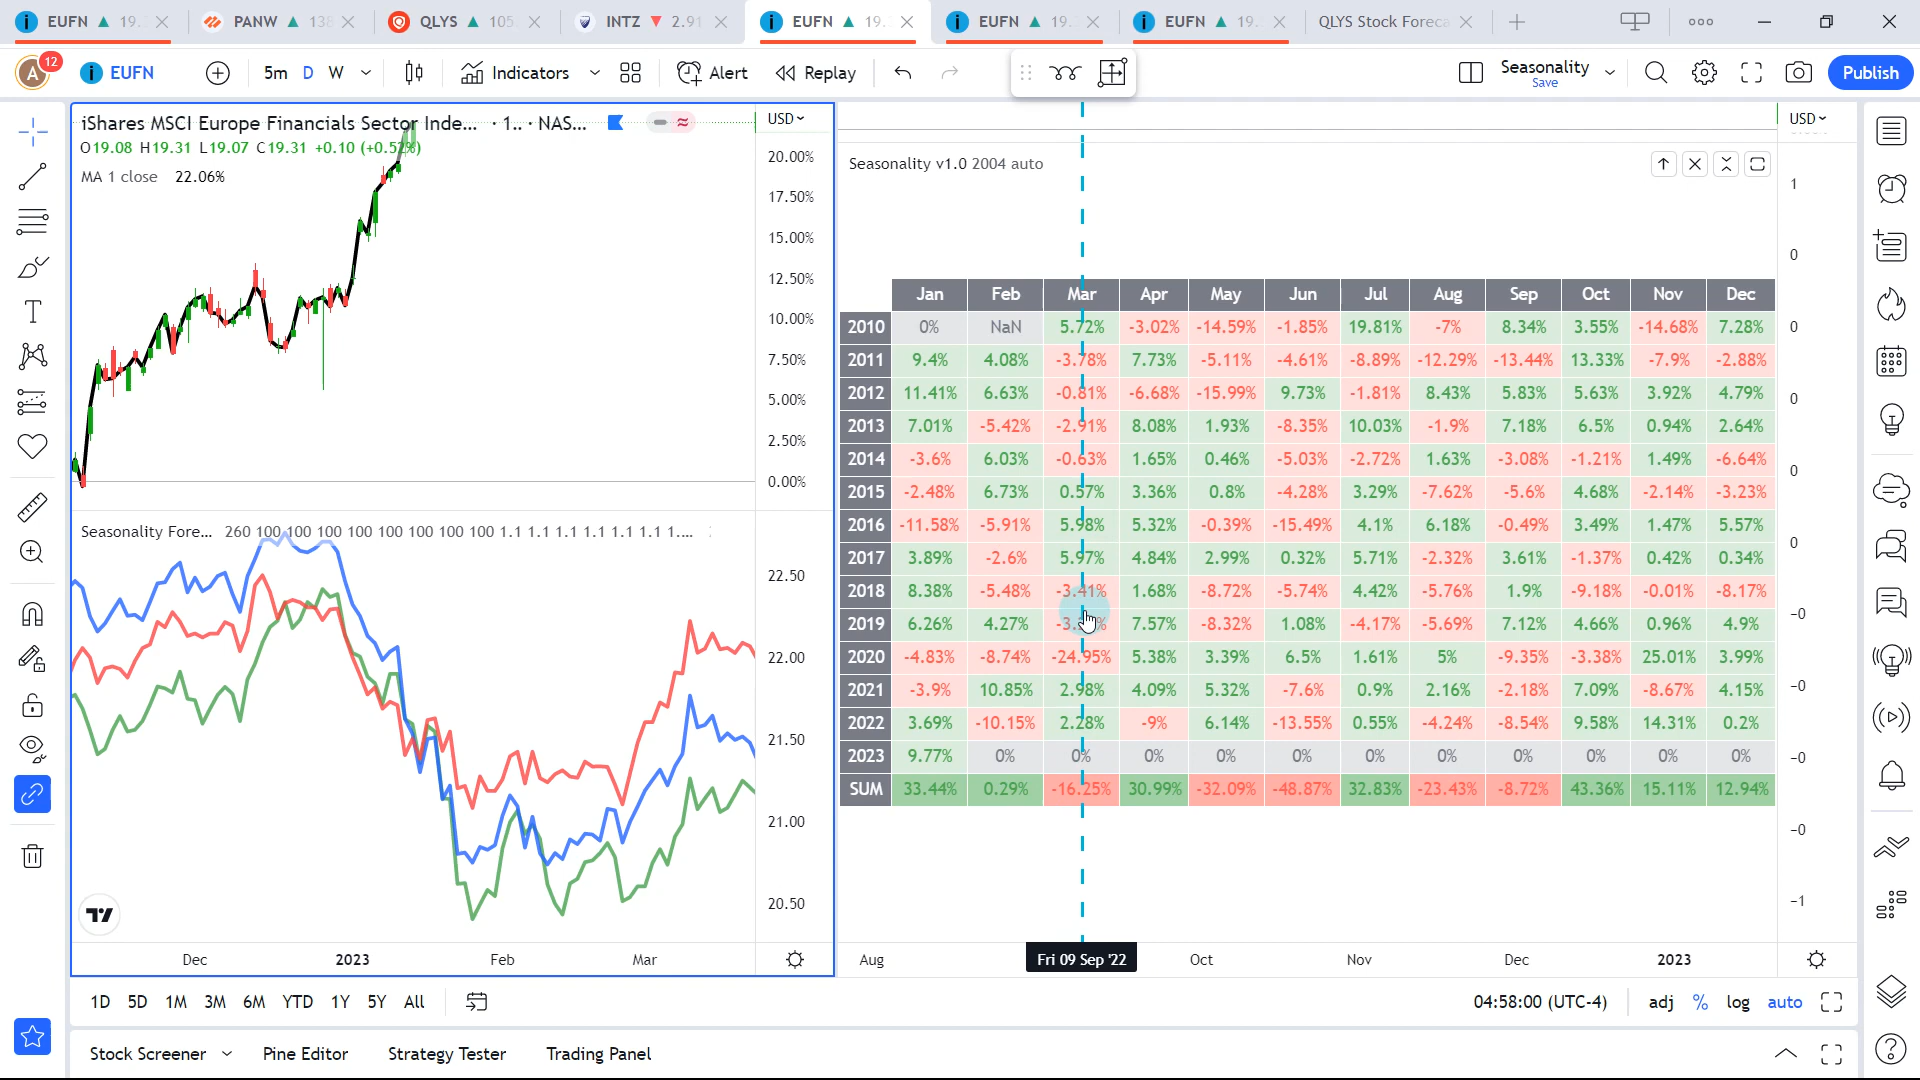 EUFN 19. PANW 138 QLYS 105 INTZ 2.91 EUFN 19. EUFN 19. EUFN 19. QLYS Stock Foreca
A 12 EUFN 5m D W Indicators Alert Replay Seasonality Save Publish
iShares MSCI Europe Financials Sector Inde... · 1.. · NAS...
O19.08 H19.31 L19.07 C19.31 +0.10 (+0.52%)
MA 1 close 22.06%
USD
20.00%
17.50%
15.00%
12.50%
10.00%
7.50%
5.00%
2.50%
0.00%
Seasonality Fore... 260 100 100 100 100 100 100 100 100 1.1 1.1 1.1 1.1 1.1 1.1 1....
22.50
22.00
21.50
21.00
20.50
Dec 2023 Feb Mar
Seasonality v1.0 2004 auto
USD
Jan Feb Mar Apr May Jun Jul Aug Sep Oct Nov Dec
2010 0% NaN 5.72% -3.02% -14.59% -1.85% 19.81% -7% 8.34% 3.55% -14.68% 7.28%
2011 9.4% 4.08% -3.78% 7.73% -5.11% -4.61% -8.89% -12.29% -13.44% 13.33% -7.9% -2.88%
2012 11.41% 6.63% -0.81% -6.68% -15.99% 9.73% -1.81% 8.43% 5.83% 5.63% 3.92% 4.79%
2013 7.01% -5.42% -2.91% 8.08% 1.93% -8.35% 10.03% -1.9% 7.18% 6.5% 0.94% 2.64%
2014 -3.6% 6.03% -0.63% 1.65% 0.46% -5.03% -2.72% 1.63% -3.08% -1.21% 1.49% -6.64%
2015 -2.48% 6.73% 0.57% 3.36% 0.8% -4.28% 3.29% -7.62% -5.6% 4.68% -2.14% -3.23%
2016 -11.58% -5.91% 5.98% 5.32% -0.39% -15.49% 4.1% 6.18% -0.49% 3.49% 1.47% 5.57%
2017 3.89% -2.6% 5.97% 4.84% 2.99% 0.32% 5.71% -2.32% 3.61% -1.37% 0.42% 0.34%
2018 8.38% -5.48% -3.41% 1.68% -8.72% -5.74% 4.42% -5.76% 1.9% -9.18% -0.01% -8.17%
2019 6.26% 4.27% 7.57% -8.32% 1.08% -4.17% -5.69% 7.12% 4.66% 0.96% 4.9%
2020 -4.83% -8.74% -24.95% 5.38% 3.39% 6.5% 1.61% 5% -9.35% -3.38% 25.01% 3.99%
2021 -3.9% 10.85% 2.98% 4.09% 5.32% -7.6% 0.9% 2.16% -2.18% 7.09% -8.67% 4.15%
2022 3.69% -10.15% 2.28% -9% 6.14% -13.55% 0.55% -4.24% -8.54% 9.58% 14.31% 0.2%
2023 9.77% 0% 0% 0% 0% 0% 0% 0% 0% 0% 0% 0%
SUM 33.44% 0.29% -16.25% 30.99% -32.09% -48.87% 32.83% -23.43% -8.72% 43.36% 15.11% 12.94%
1
0
0
0
0
0
-0
-0
-0
-0
-1
Aug Fri 09 Sep '22 Oct Nov Dec 2023
1D 5D 1M 3M 6M YTD 1Y 5Y All 04:58:00 (UTC-4) adj % log auto
Stock Screener Pine Editor Strategy Tester Trading Panel